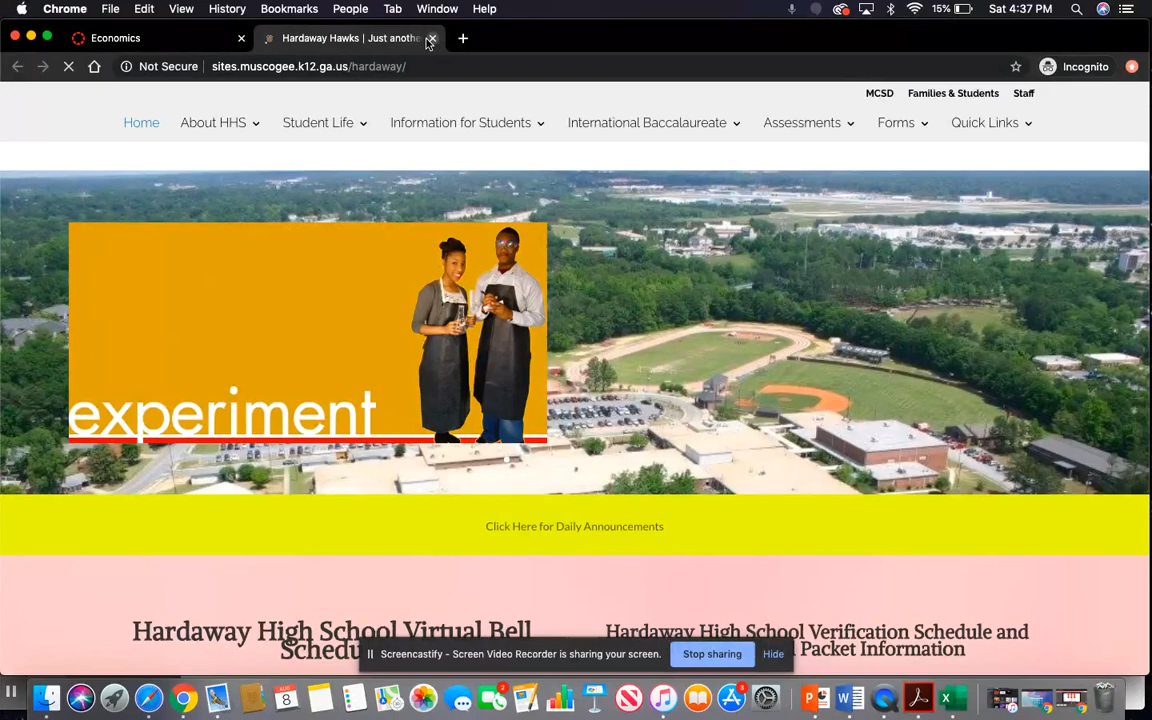 Chrome File Edit View History Bookmarks People Tab Window Help 15% Sat 4:37 PM
Economics Hardaway Hawks | Just anothe
Not Secure sites.muscogee.k12.ga.us/hardaway/ Incognito
MCSD Families & Students Staff
Home About HHS Student Life Information for Students International Baccalaureate Assessments Forms Quick Links
experiment
Click Here for Daily Announcements
Hardaway High School Virtual Bell
Hardaway High School Verification Schedule and
Packet Information
Screencastify - Screen Video Recorder is sharing your screen. Stop sharing Hide
AUG
8
2